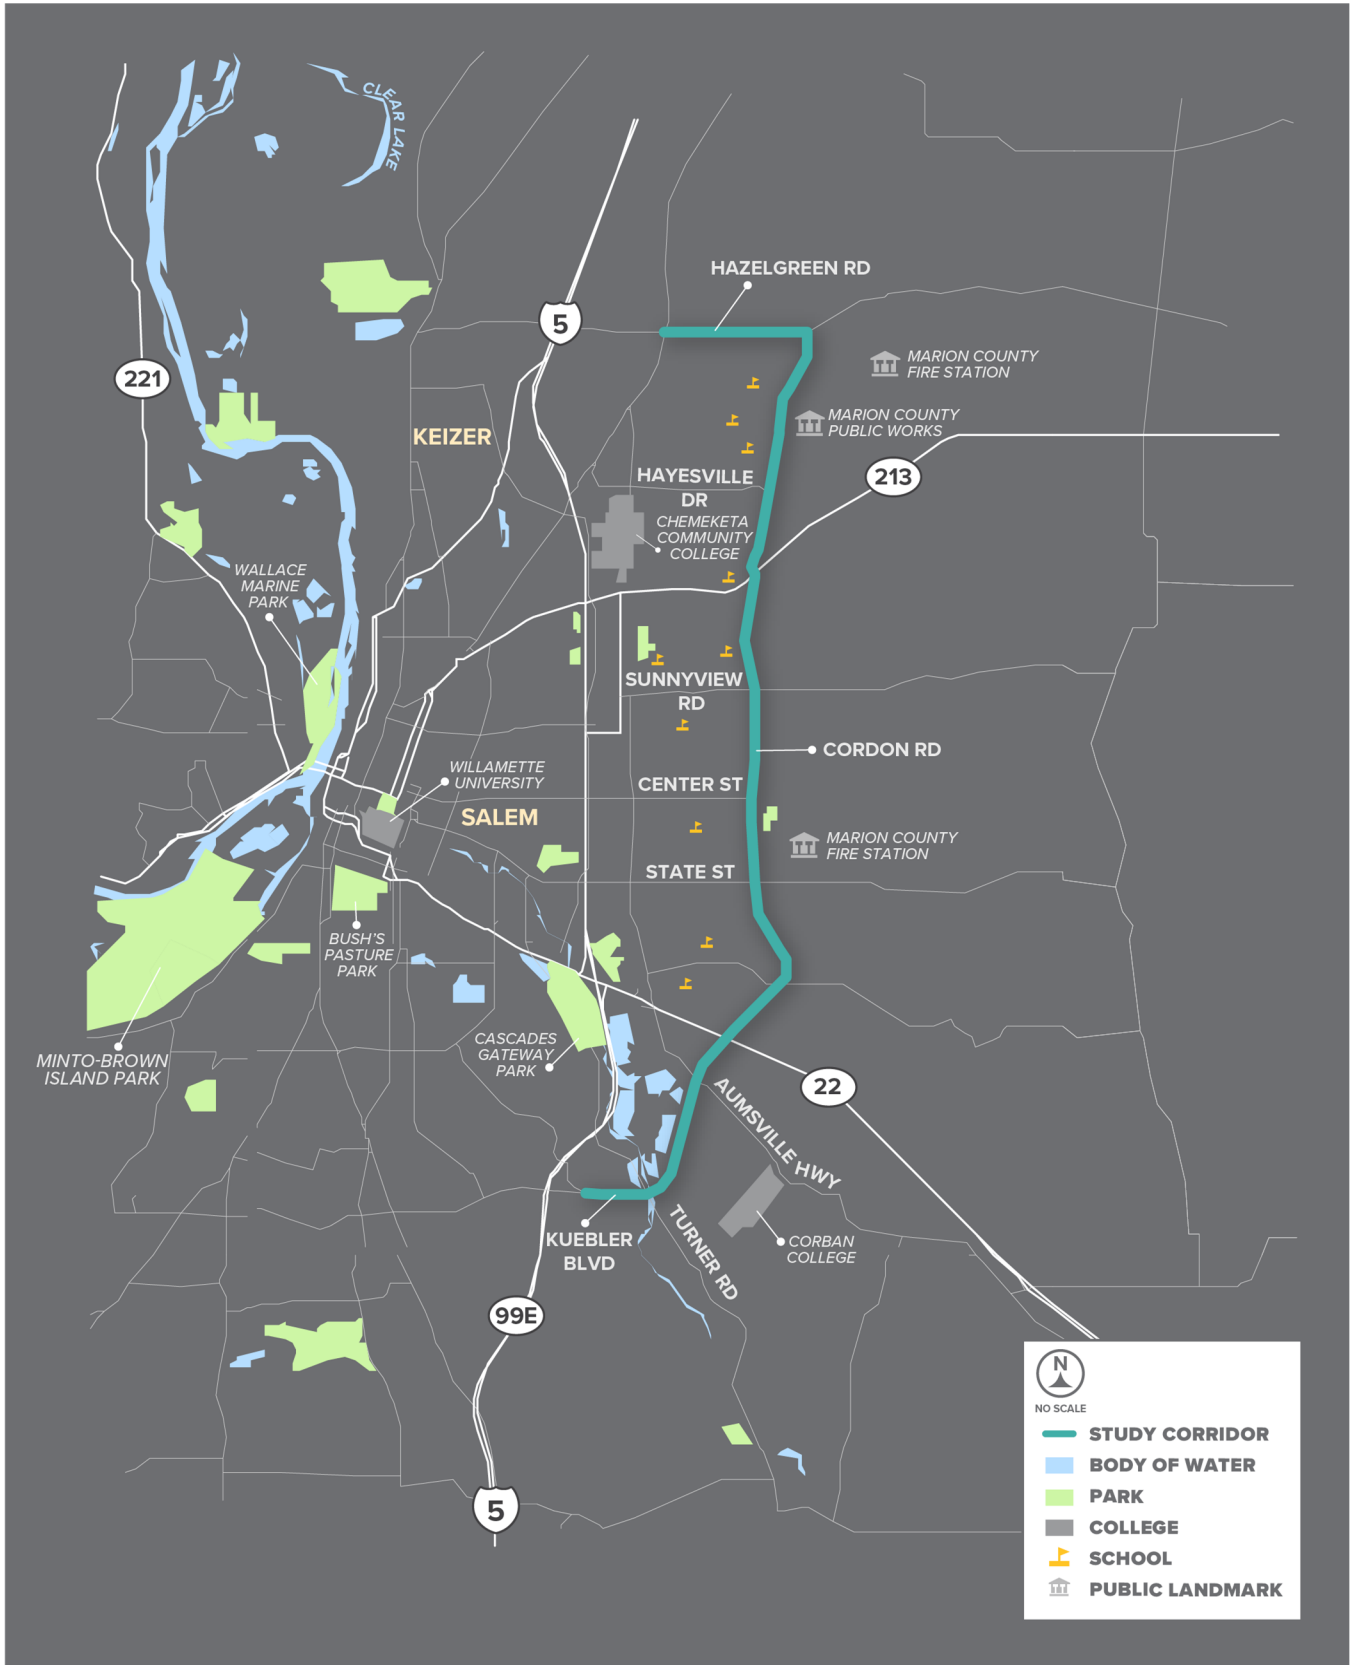 CLEAR LAKE
HAZELGREEN RD
5
MARION COUNTY
FIRE STATION
221
MARION COUNTY
PUBLIC WORKS
KEIZER
213
HAYESVILLE
DR
CHEMEKETA
COMMUNITY
COLLEGE
WALLACE
MARINE
PARK
SUNNYVIEW
RD
CORDON RD
WILLAMETTE
UNIVERSITY
CENTER ST
SALEM
MARION COUNTY
FIRE STATION
STATE ST
BUSH'S
PASTURE
PARK
CASCADES
GATEWAY
PARK
MINTO-BROWN
ISLAND PARK
22
AUMSVILLE HWY
TURNER RD
KUEBLER
BLVD
CORBAN
COLLEGE
99E
5
N
NO SCALE
STUDY CORRIDOR
BODY OF WATER
PARK
COLLEGE
SCHOOL
PUBLIC LANDMARK